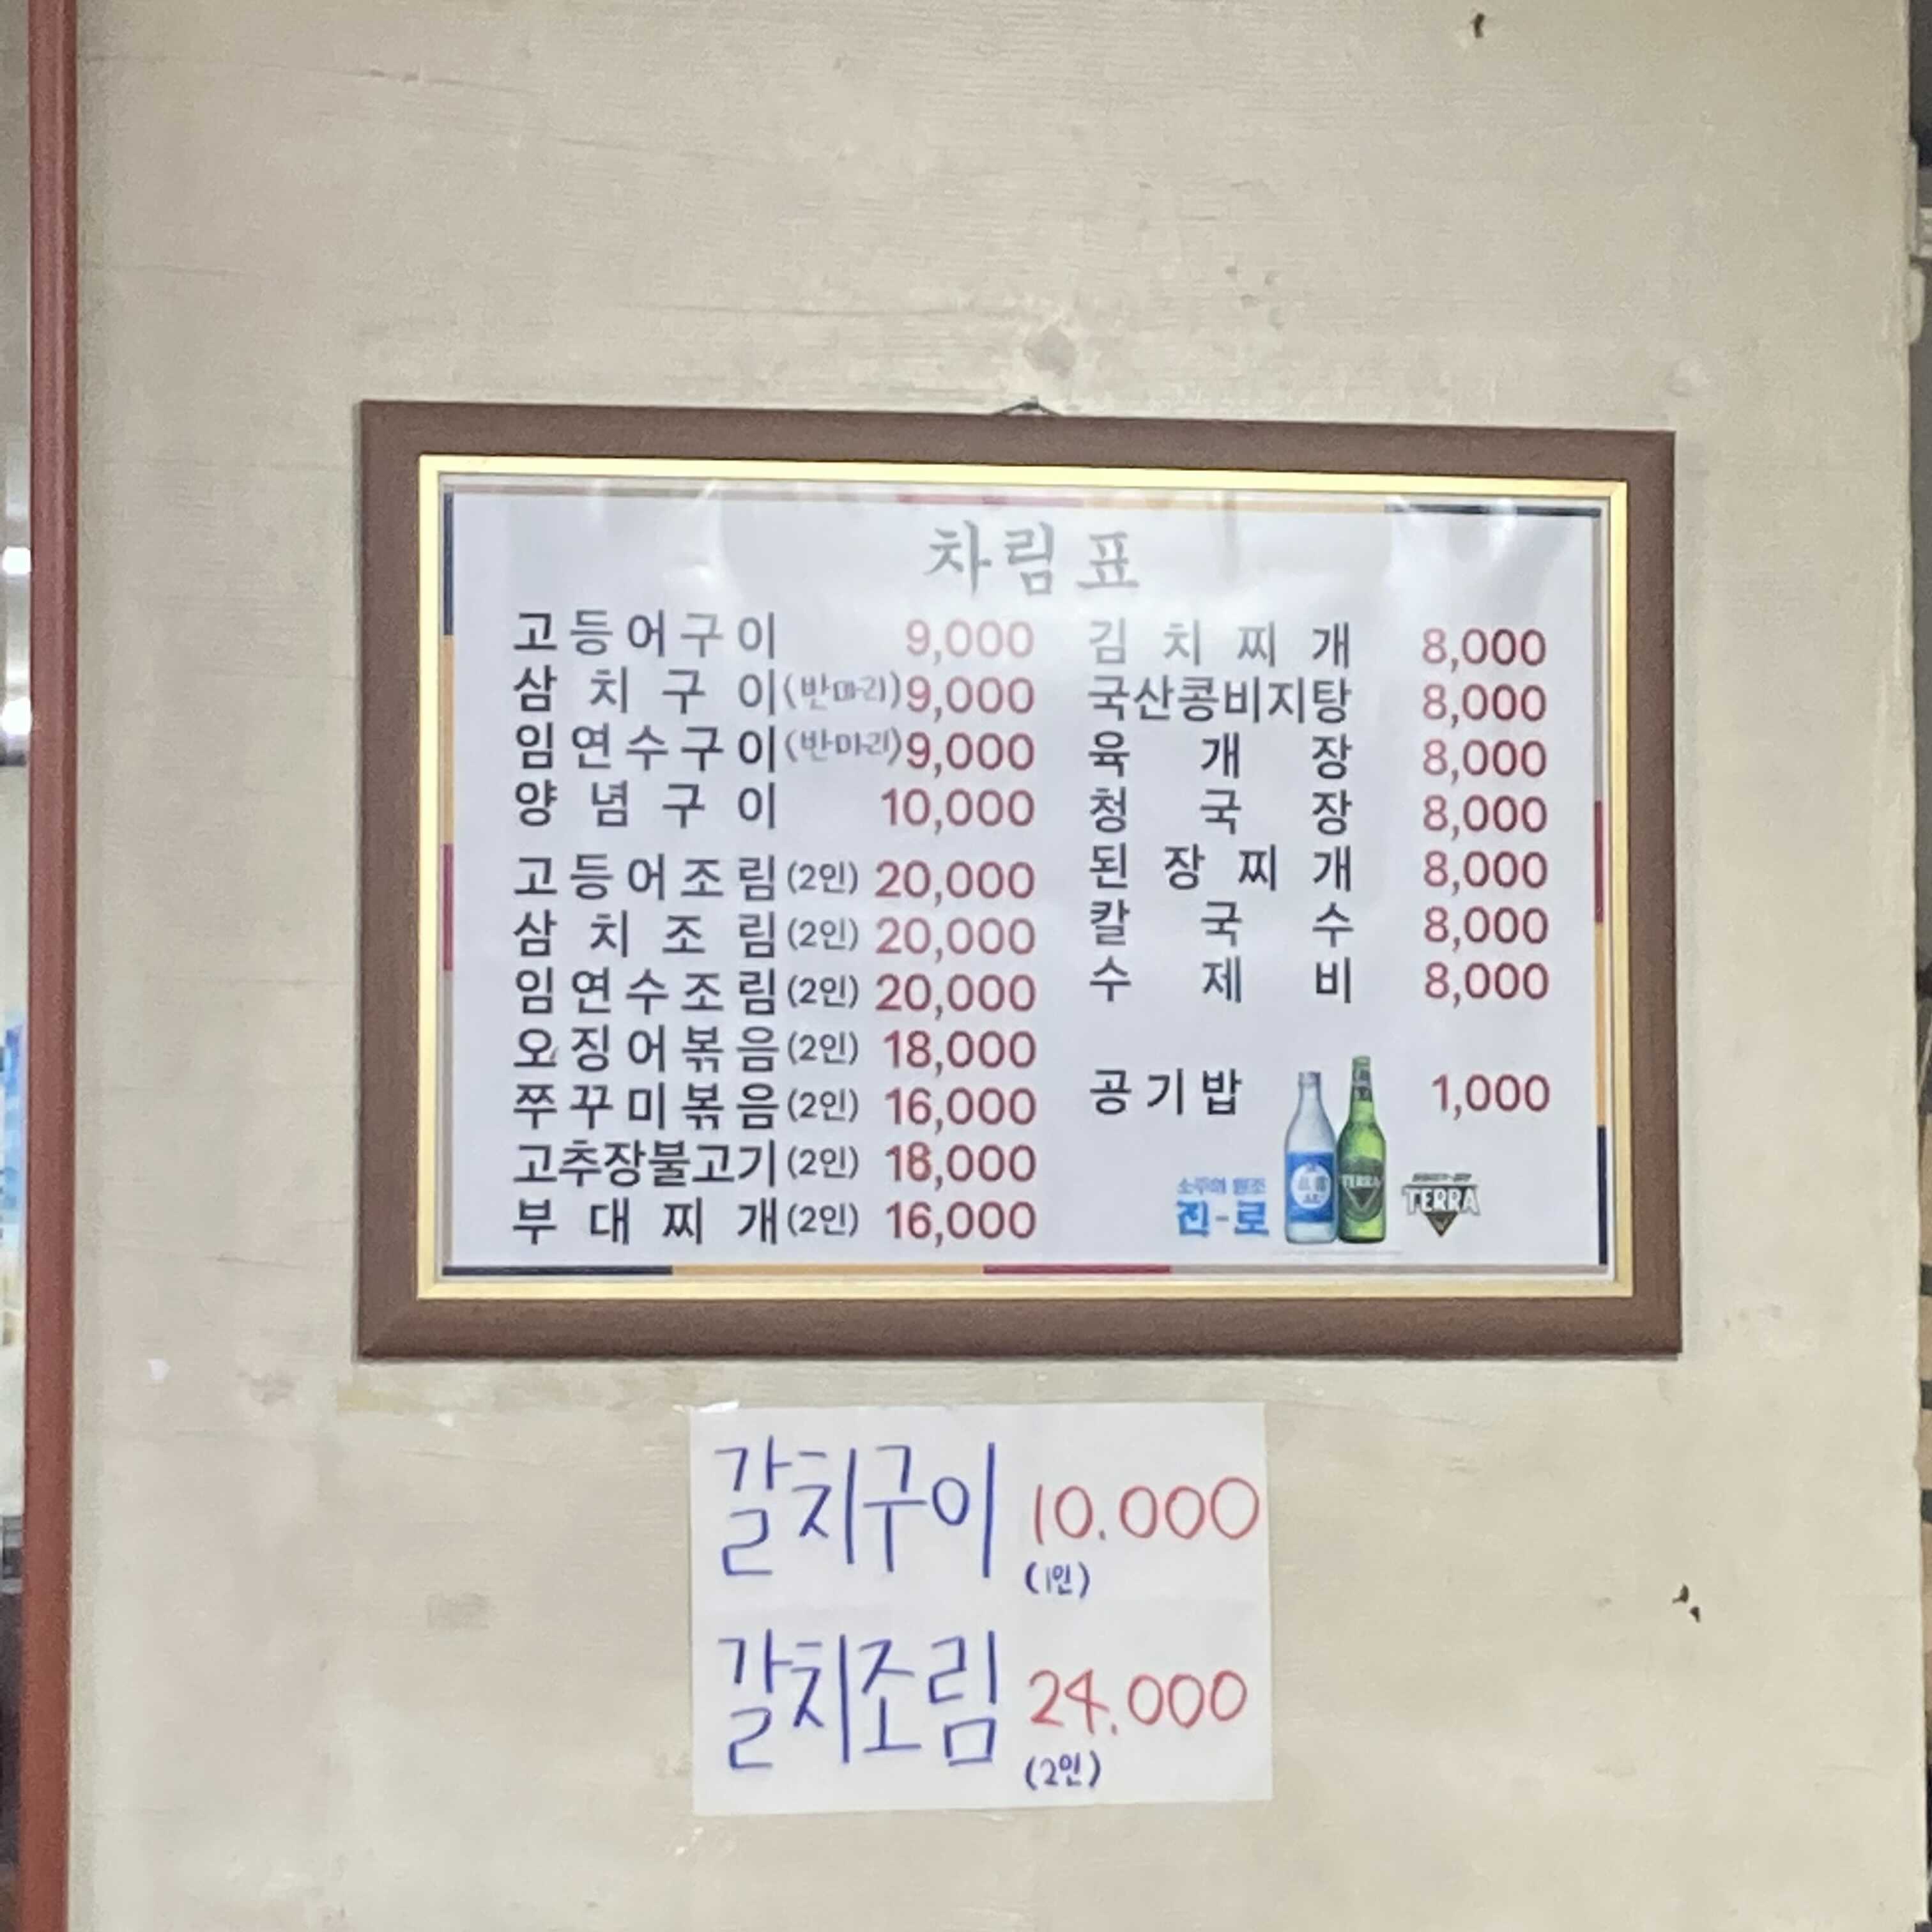 차림표
고등어구이 9,000
삼치구이(반마리) 9,000
임연수구이(반마리) 9,000
양념구이 10,000
고등어조림(2인) 20,000
삼치조림(2인) 20,000
임연수조림(2인) 20,000
오징어볶음(2인) 18,000
쭈꾸미볶음(2인) 16,000
고추장불고기(2인) 18,000
부대찌개(2인) 16,000
김치찌개 8,000
국산콩비지탕 8,000
육개장 8,000
청국장 8,000
된장찌개 8,000
칼국수 8,000
수제비 8,000
공기밥 1,000
소주의 원조
진-로
TERRA
TERRA
갈치구이 10.000
(1인)
갈치조림 24.000
(2인)